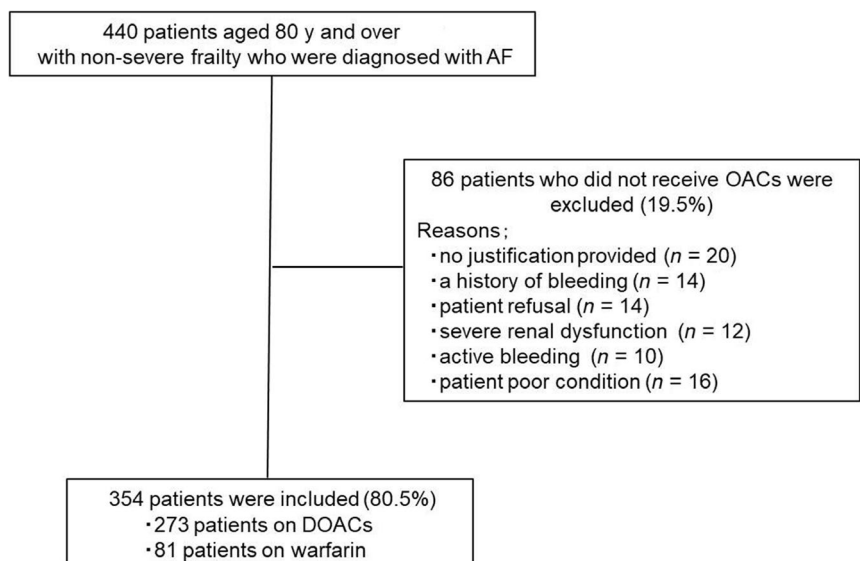 440 patients aged 80 y and over
with non-severe frailty who were diagnosed with AF
86 patients who did not receive OACs were
excluded (19.5%)
Reasons;
・no justification provided (n = 20)
・a history of bleeding (n = 14)
・patient refusal (n = 14)
・severe renal dysfunction (n = 12)
・active bleeding (n = 10)
・patient poor condition (n = 16)
354 patients were included (80.5%)
・273 patients on DOACs
・81 patients on warfarin